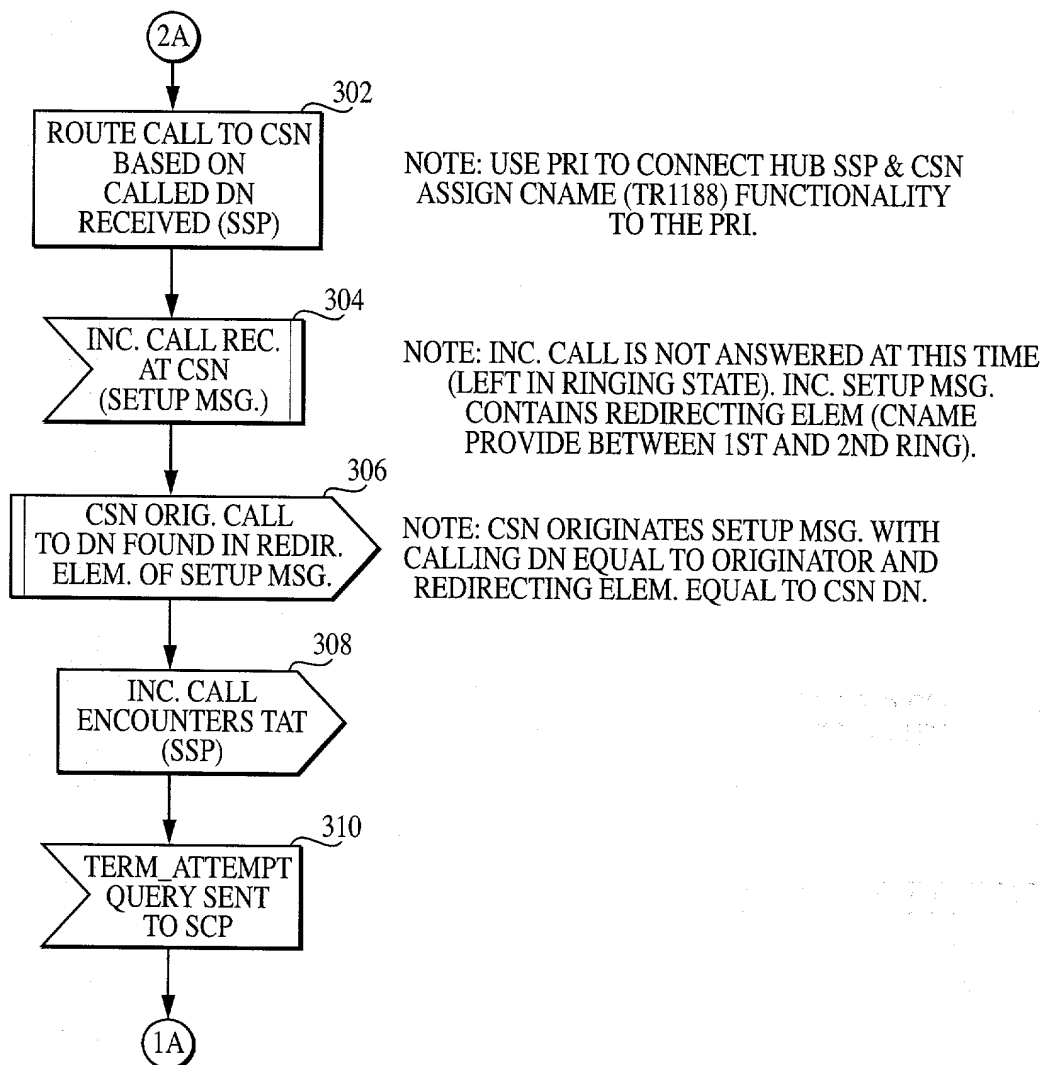 2A
302
ROUTE CALL TO CSN
BASED ON
CALLED DN
RECEIVED (SSP)
NOTE: USE PRI TO CONNECT HUB SSP & CSN
ASSIGN CNAME (TR1188) FUNCTIONALITY
TO THE PRI.
304
INC. CALL REC.
AT CSN
(SETUP MSG.)
NOTE: INC. CALL IS NOT ANSWERED AT THIS TIME
(LEFT IN RINGING STATE). INC. SETUP MSG.
CONTAINS REDIRECTING ELEM (CNAME
PROVIDE BETWEEN 1ST AND 2ND RING).
306
CSN ORIG. CALL
TO DN FOUND IN REDIR.
ELEM. OF SETUP MSG.
NOTE: CSN ORIGINATES SETUP MSG. WITH
CALLING DN EQUAL TO ORIGINATOR AND
REDIRECTING ELEM. EQUAL TO CSN DN.
308
INC. CALL
ENCOUNTERS TAT
(SSP)
310
TERM_ATTEMPT
QUERY SENT
TO SCP
1A